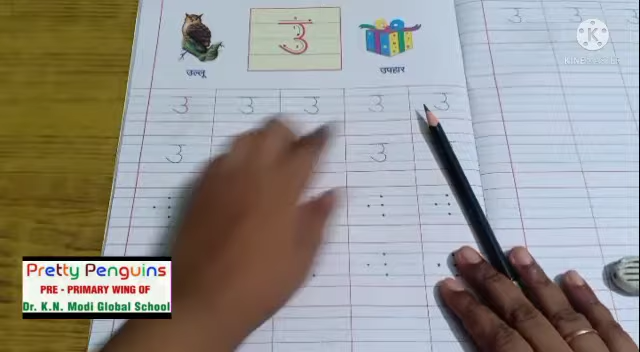 उ
उल्लू
उपहार
उ उ उ उ उ उ उ
उ उ
KINEMASTER
Pretty Penguins
PRE - PRIMARY WING OF
Dr. K.N. Modi Global School